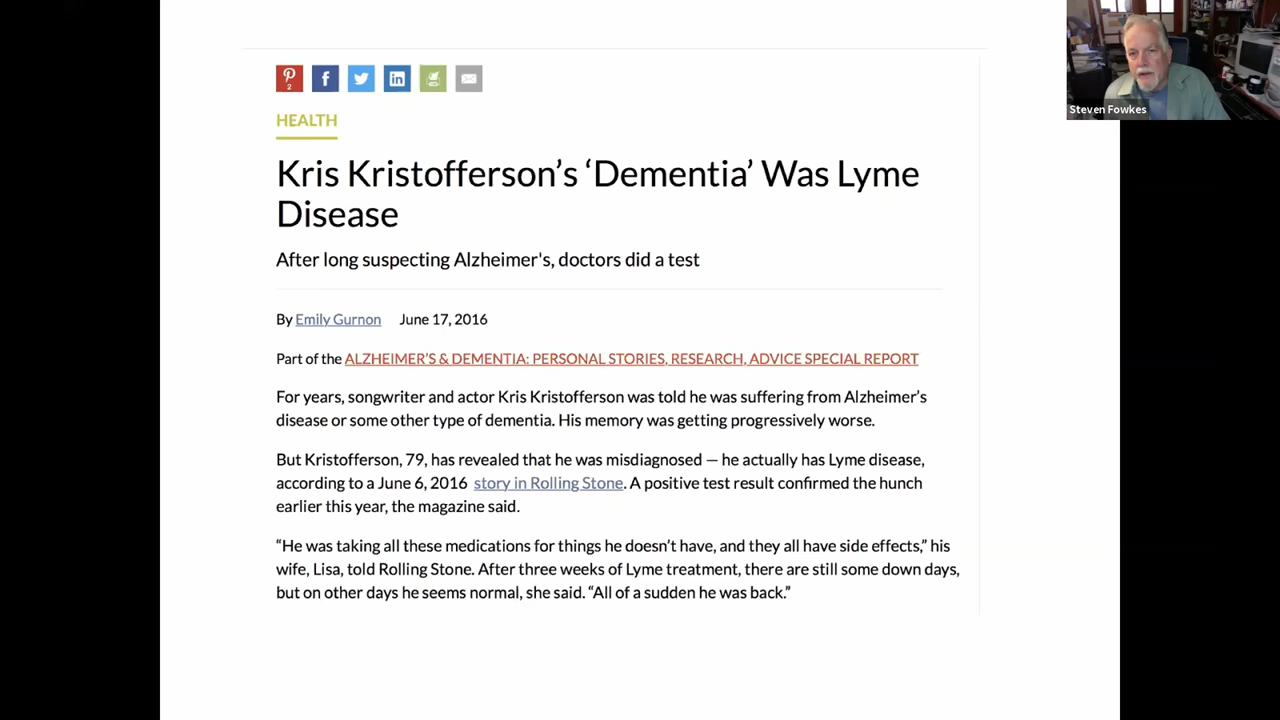 Steven Fowkes
2
HEALTH
Kris Kristofferson’s ‘Dementia’ Was Lyme
Disease
After long suspecting Alzheimer's, doctors did a test
By Emily Gurnon June 17, 2016
Part of the ALZHEIMER’S & DEMENTIA: PERSONAL STORIES, RESEARCH, ADVICE SPECIAL REPORT
For years, songwriter and actor Kris Kristofferson was told he was suffering from Alzheimer’s
disease or some other type of dementia. His memory was getting progressively worse.
But Kristofferson, 79, has revealed that he was misdiagnosed — he actually has Lyme disease,
according to a June 6, 2016 story in Rolling Stone. A positive test result confirmed the hunch
earlier this year, the magazine said.
“He was taking all these medications for things he doesn’t have, and they all have side effects,” his
wife, Lisa, told Rolling Stone. After three weeks of Lyme treatment, there are still some down days,
but on other days he seems normal, she said. “All of a sudden he was back.”